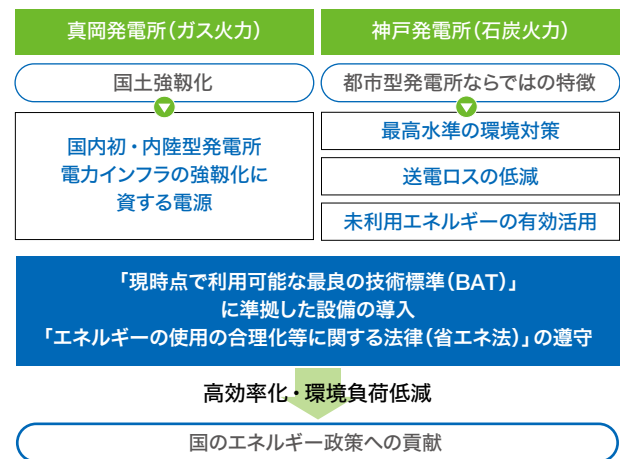 真岡発電所(ガス火力)
国土強靱化
国内初・内陸型発電所
電力インフラの強靱化に
資する電源
神戸発電所(石炭火力)
都市型発電所ならではの特徴
最高水準の環境対策
送電ロスの低減
未利用エネルギーの有効活用
「現時点で利用可能な最良の技術標準(BAT)」
に準拠した設備の導入
「エネルギーの使用の合理化等に関する法律(省エネ法)」の遵守
高効率化・環境負荷低減
国のエネルギー政策への貢献